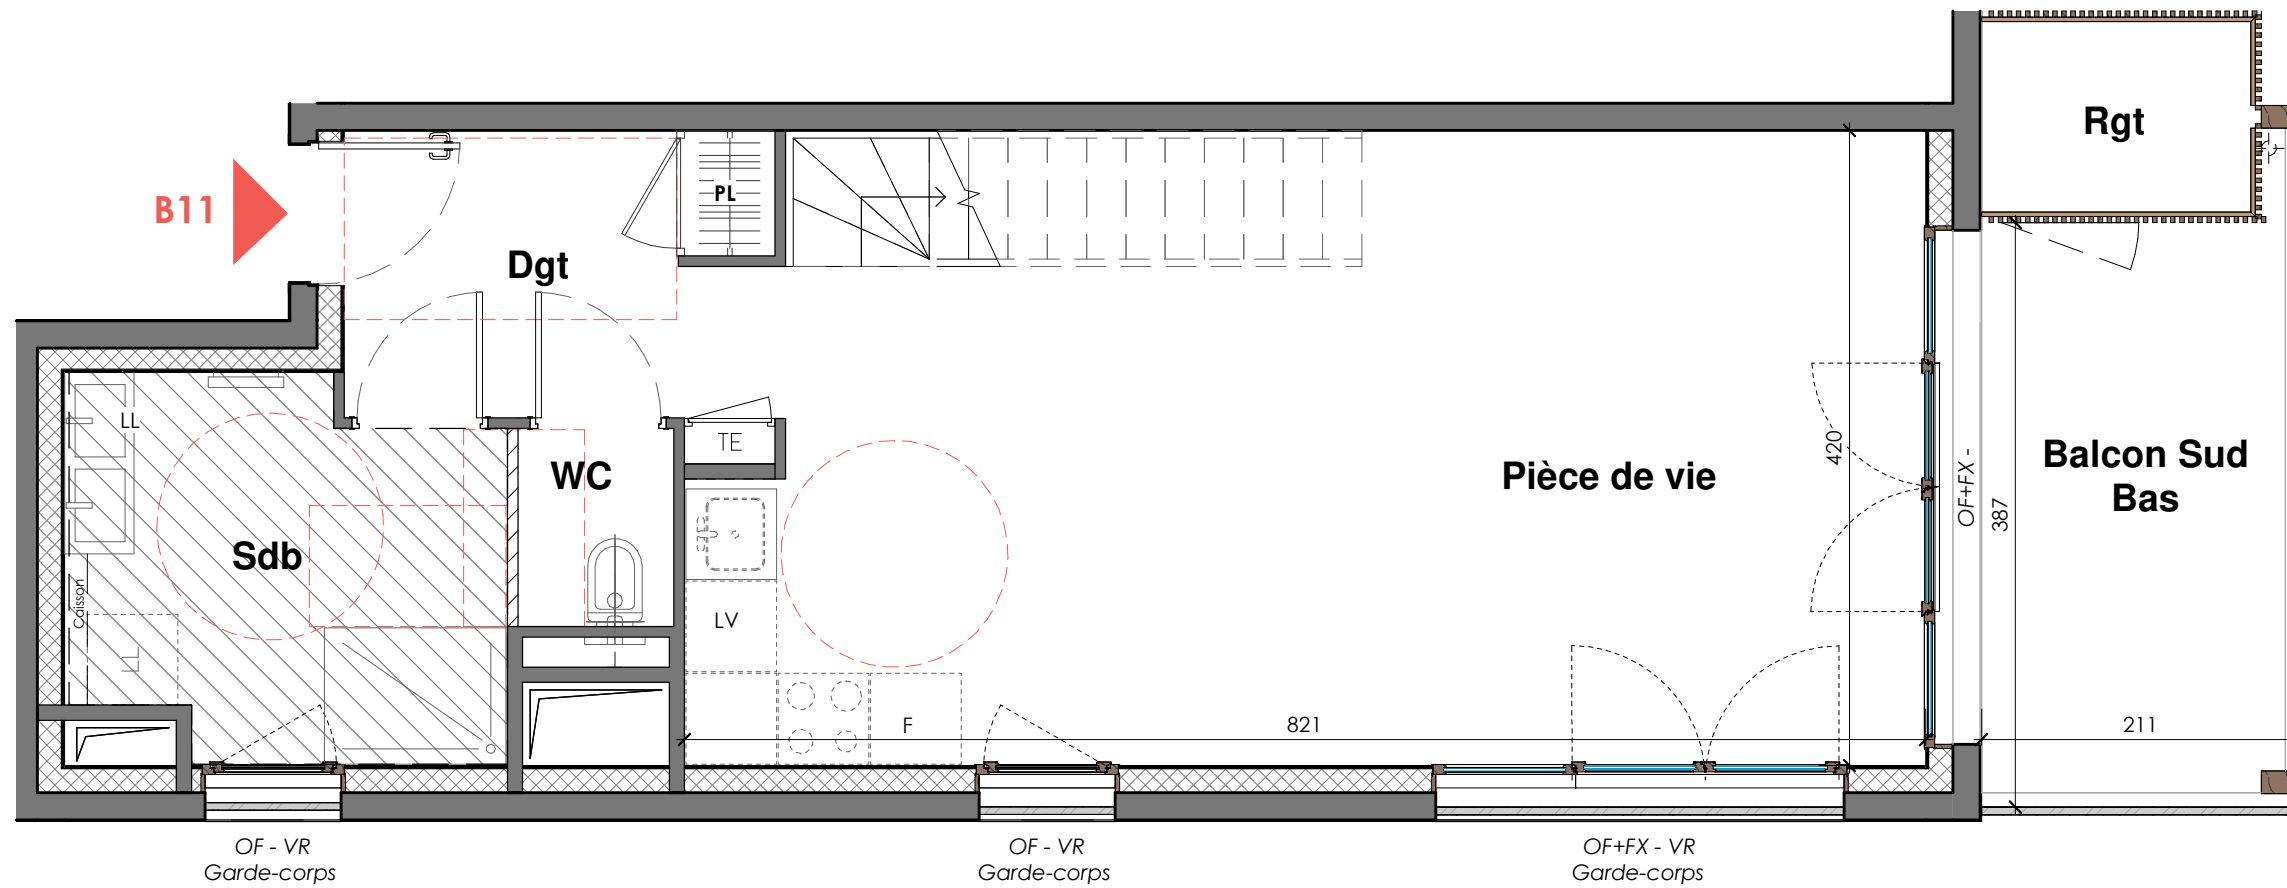 Rgt
B11
PL
Dgt
LL
TE
WC
Pièce de vie
420
OF+FX -
387
Balcon Sud
Bas
Sdb
Caisson
LL
LV
F
821
211
OF - VR
Garde-corps
OF - VR
Garde-corps
OF+FX - VR
Garde-corps